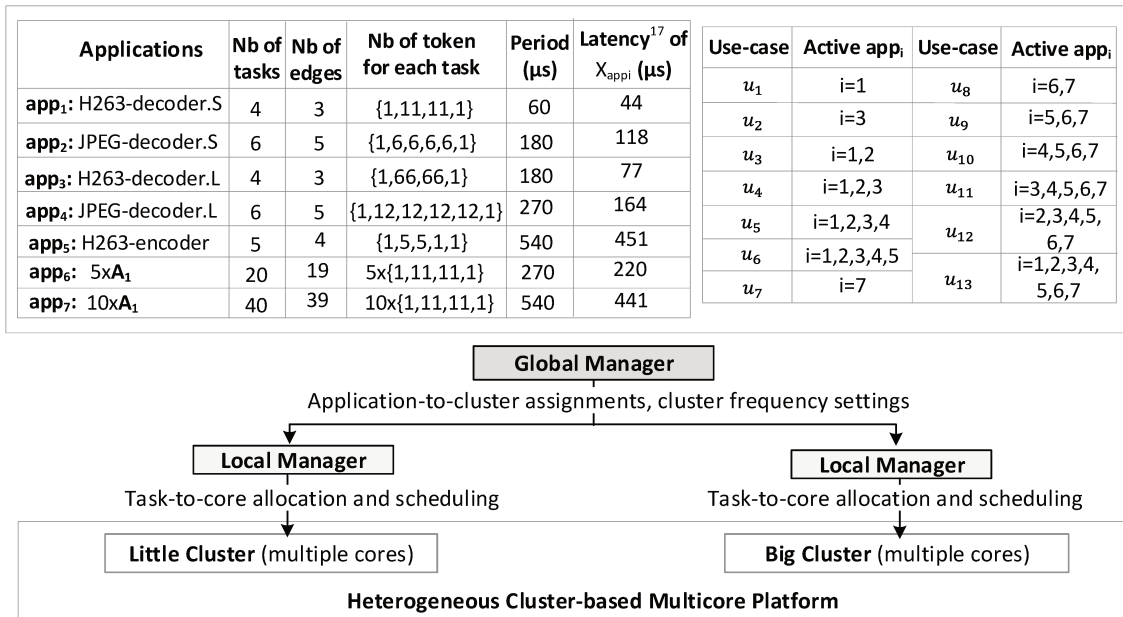 Applications Nb of tasks Nb of edges Nb of token for each task Period (µs) Latency17 of Xappi (µs)
app1: H263-decoder.S 4 3 {1,11,11,1} 60 44
app2: JPEG-decoder.S 6 5 {1,6,6,6,6,1} 180 118
app3: H263-decoder.L 4 3 {1,66,66,1} 180 77
app4: JPEG-decoder.L 6 5 {1,12,12,12,12,1} 270 164
app5: H263-encoder 5 4 {1,5,5,1,1} 540 451
app6: 5xA1 20 19 5x{1,11,11,1} 270 220
app7: 10xA1 40 39 10x{1,11,11,1} 540 441
Use-case Active appi Use-case Active appi
u1 i=1 u8 i=6,7
u2 i=3 u9 i=5,6,7
u3 i=1,2 u10 i=4,5,6,7
u4 i=1,2,3 u11 i=3,4,5,6,7
u5 i=1,2,3,4 u12 i=2,3,4,5, 6,7
u6 i=1,2,3,4,5 u13 i=1,2,3,4, 5,6,7
u7 i=7
Global Manager
Application-to-cluster assignments, cluster frequency settings
Local Manager Local Manager
Task-to-core allocation and scheduling Task-to-core allocation and scheduling
Little Cluster (multiple cores) Big Cluster (multiple cores)
Heterogeneous Cluster-based Multicore Platform